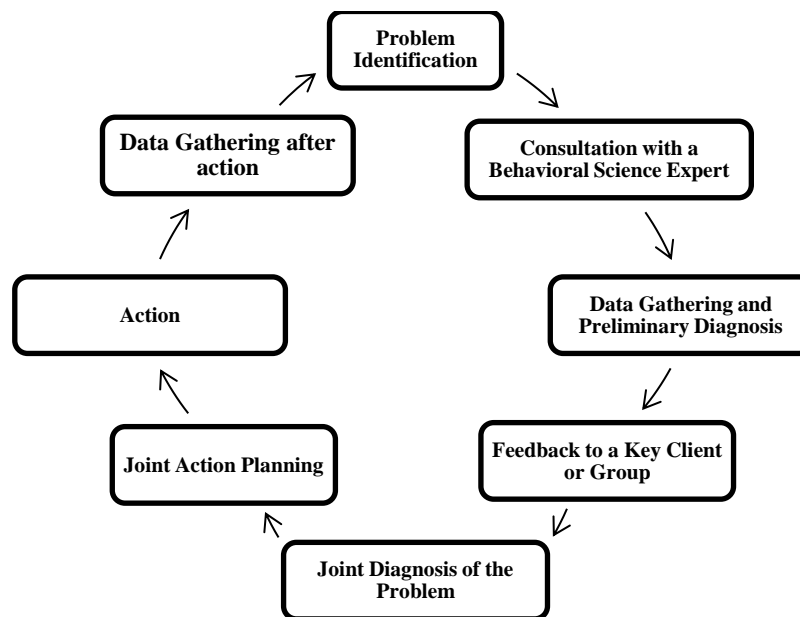 Problem
Identification
Consultation with a
Behavioral Science Expert
Data Gathering and
Preliminary Diagnosis
Feedback to a Key Client
or Group
Joint Diagnosis of the
Problem
Joint Action Planning
Action
Data Gathering after
action